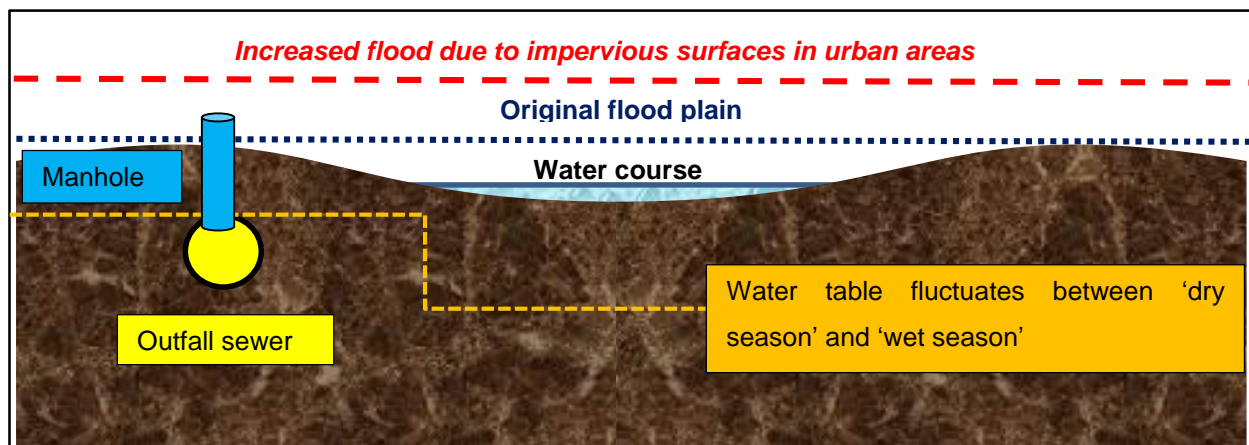 Increased flood due to impervious surfaces in urban areas
Original flood plain
Water course
Manhole
Water table fluctuates between ‘dry
season’ and ‘wet season’
Outfall sewer